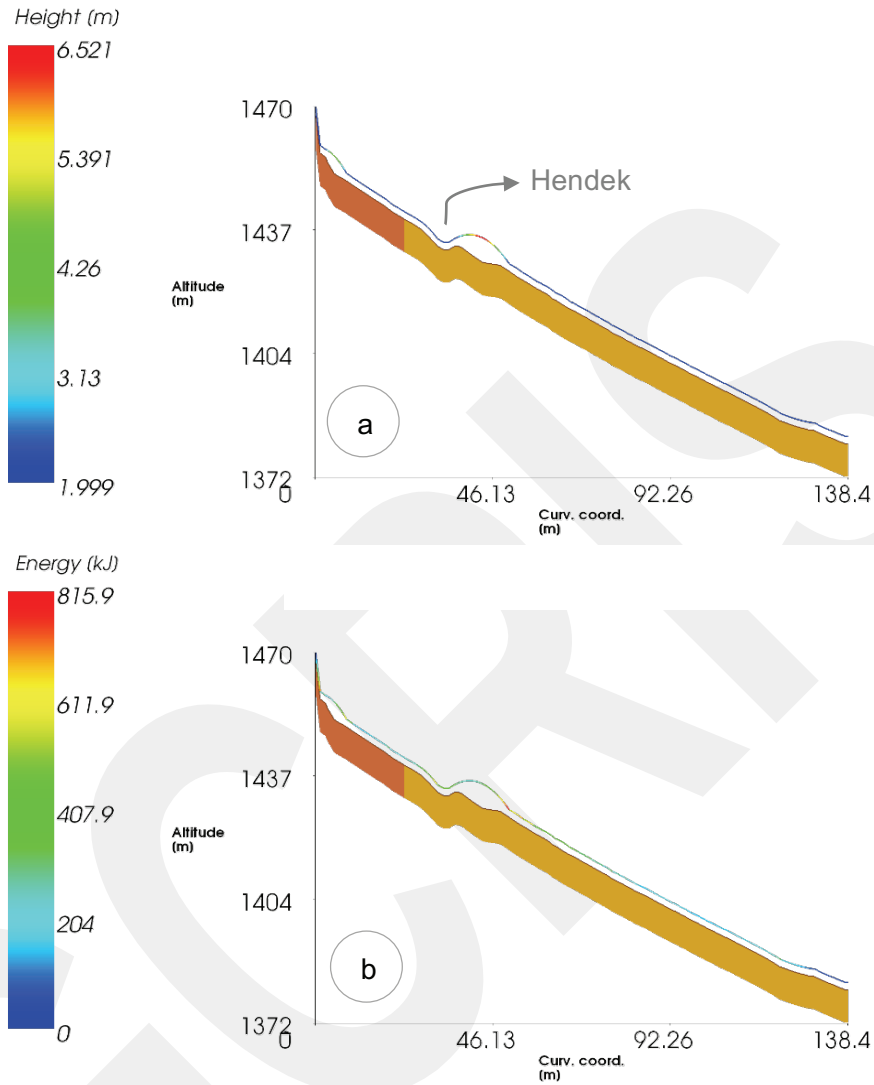 Height (m)
6.521
5.391
4.26
3.13
1.999
1470
1437
1404
1372
Altitude
(m)
Hendek
a
0
46.13
92.26
138.4
Curv. coord.
(m)
Energy (kJ)
815.9
611.9
407.9
204
0
1470
1437
1404
1372
Altitude
(m)
b
0
46.13
92.26
138.4
Curv. coord.
(m)